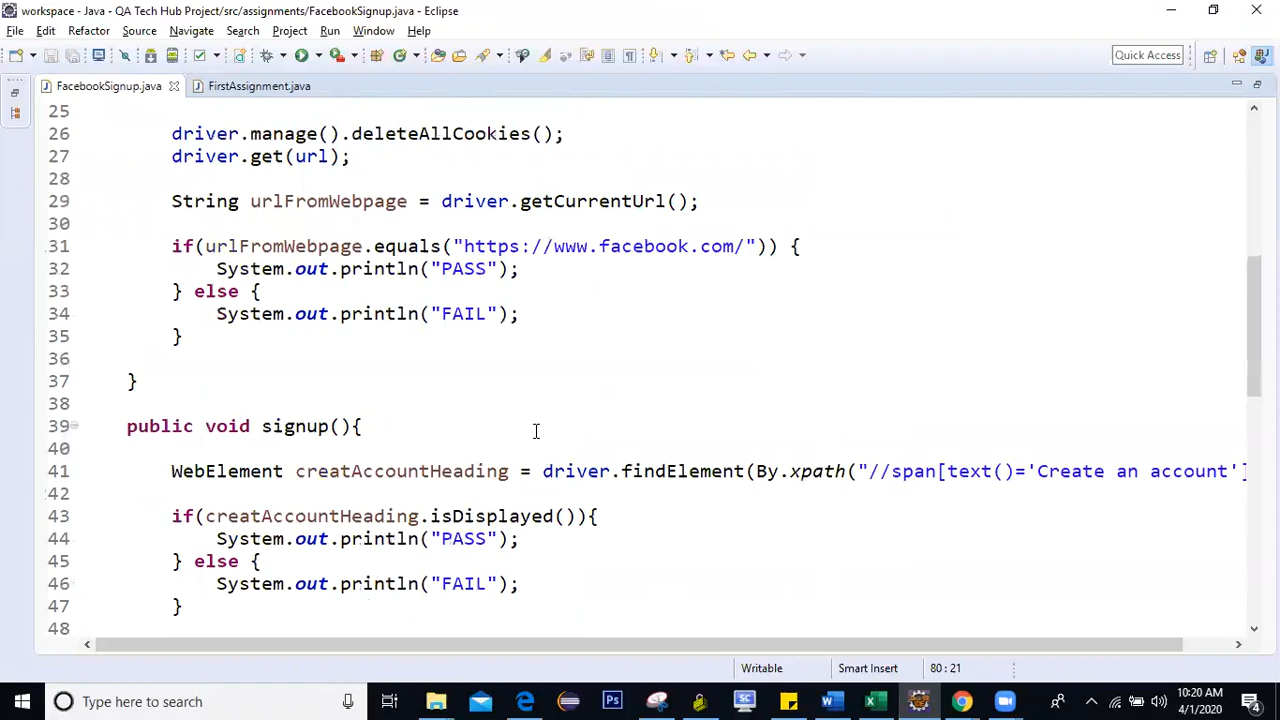 workspace - Java - QA Tech Hub Project/src/assignments/FacebookSignup.java - Eclipse
File Edit Refactor Source Navigate Search Project Run Window Help
Quick Access
FacebookSignup.java FirstAssignment.java
25
26 driver.manage().deleteAllCookies();
27 driver.get(url);
28
29 String urlFromWebpage = driver.getCurrentUrl();
30
31 if(urlFromWebpage.equals("https://www.facebook.com/")) {
32 System.out.println("PASS");
33 } else {
34 System.out.println("FAIL");
35 }
36
37 }
38
39 public void signup(){
40
41 WebElement creatAccountHeading = driver.findElement(By.xpath("//span[text()='Create an account']
42
43 if(creatAccountHeading.isDisplayed()){
44 System.out.println("PASS");
45 } else {
46 System.out.println("FAIL");
47 }
48
Writable Smart Insert 80 : 21
Type here to search
10:20 AM
4/1/2020